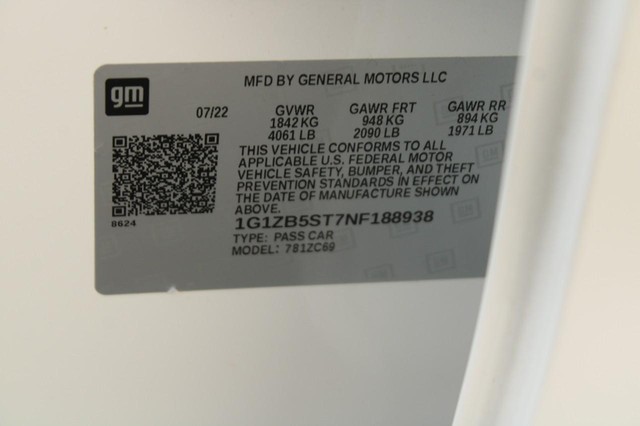 gm
MFD BY GENERAL MOTORS LLC
07/22 GVWR GAWR FRT GAWR RR
1842 KG 948 KG 894 KG
4061 LB 2090 LB 1971 LB
THIS VEHICLE CONFORMS TO ALL
APPLICABLE U.S. FEDERAL MOTOR
VEHICLE SAFETY, BUMPER, AND THEFT
PREVENTION STANDARDS IN EFFECT ON
THE DATE OF MANUFACTURE SHOWN
ABOVE.
8624
1G1ZB5ST7NF188938
TYPE: PASS CAR
MODEL: 781ZC69